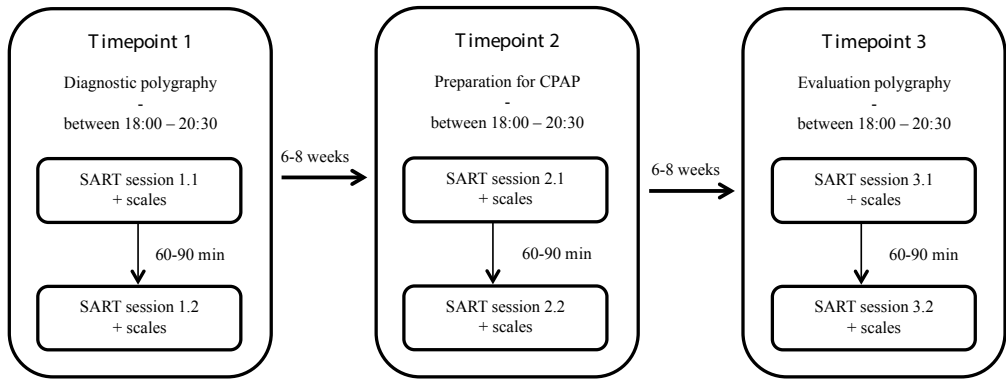 Timepoint 1
Diagnostic polygraphy
-
between 18:00 – 20:30
SART session 1.1
+ scales
60-90 min
SART session 1.2
+ scales
6-8 weeks
Timepoint 2
Preparation for CPAP
-
between 18:00 – 20:30
SART session 2.1
+ scales
60-90 min
SART session 2.2
+ scales
6-8 weeks
Timepoint 3
Evaluation polygraphy
-
between 18:00 – 20:30
SART session 3.1
+ scales
60-90 min
SART session 3.2
+ scales